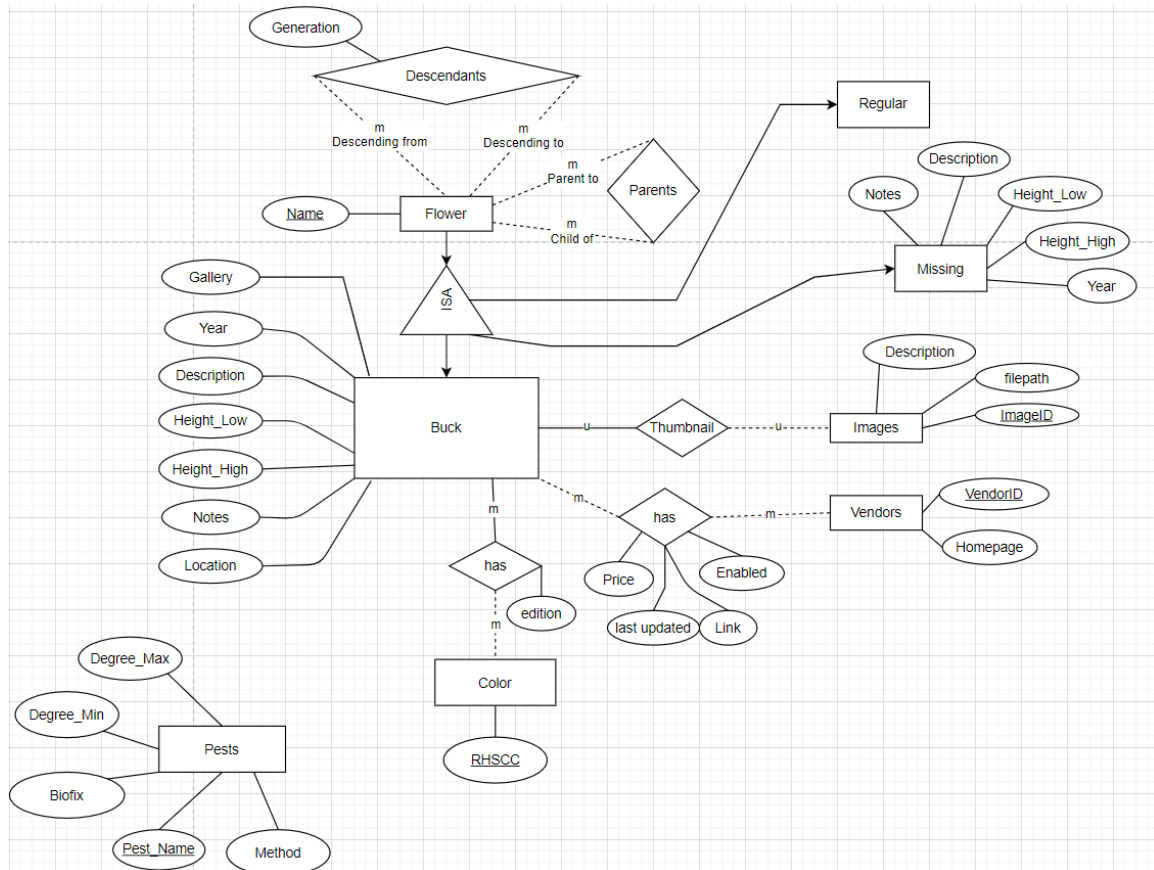 Generation
Descendants
m
Descending from
m
Descending to
Regular
Description
Notes
Height_Low
Height_High
Year
Missing
m
Parent to
Parents
m
Child of
Name
Flower
ISA
Gallery
Year
Description
Height_Low
Height_High
Notes
Location
Buck
u
Thumbnail
u
Description
filepath
ImageID
Images
m
has
m
Vendors
VendorID
Homepage
Price
Enabled
last updated
Link
m
has
edition
m
Color
RHSCC
Degree_Max
Degree_Min
Pests
Biofix
Pest_Name
Method